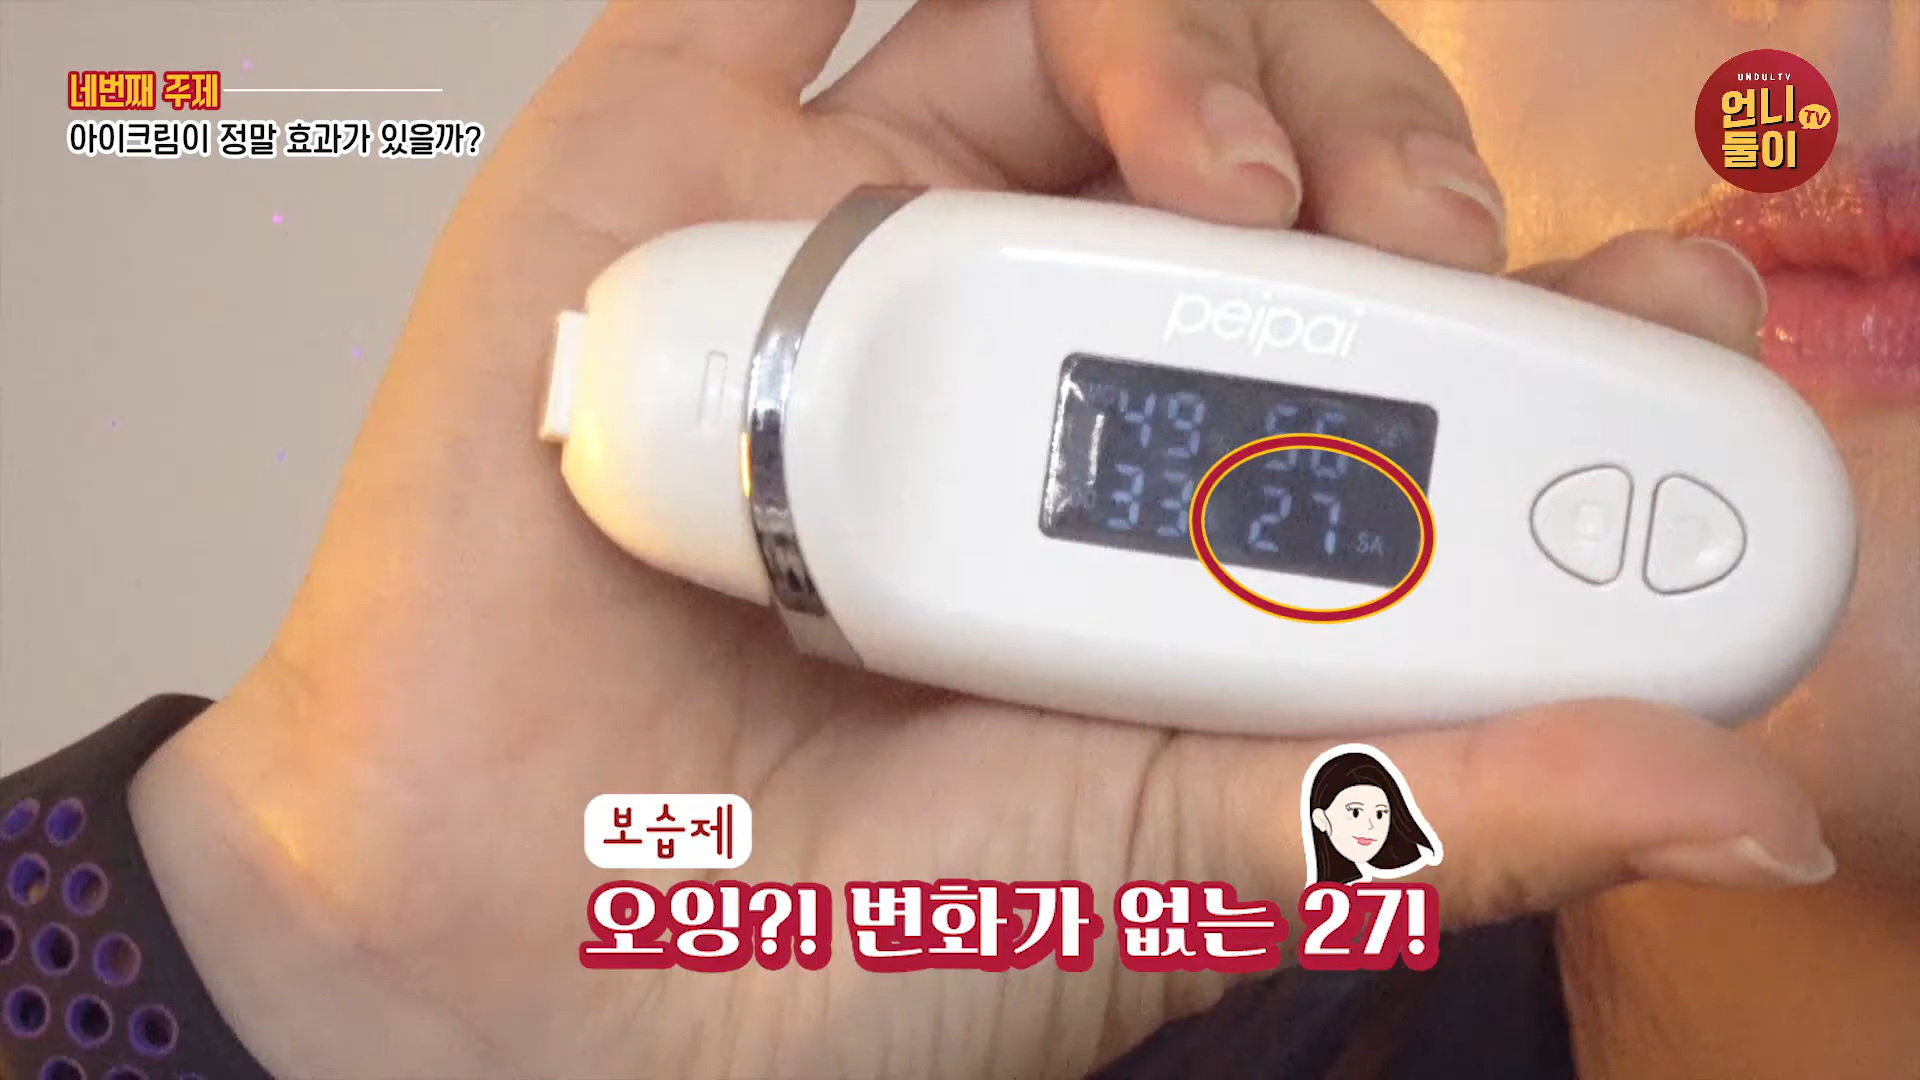 네번째 주제
아이크림이 정말 효과가 있을까?
UNDULTV
언니
둘이
TV
peipai
49 56
33 27 SA
보습제
오잉?! 변화가 없는 27!